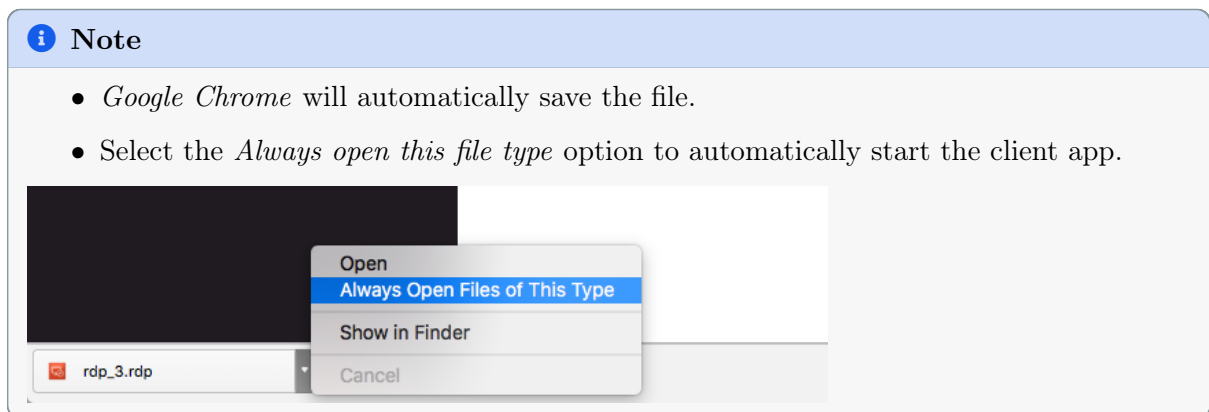 Note
• Google Chrome will automatically save the file.
• Select the Always open this file type option to automatically start the client app.
Open
Always Open Files of This Type
Show in Finder
rdp_3.rdp
Cancel